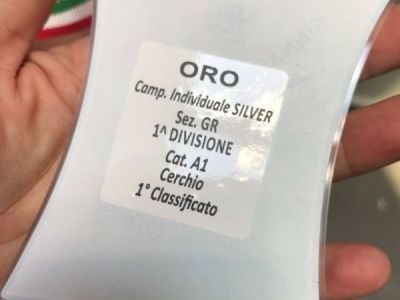 ORO
Camp. Individuale SILVER
Sez. GR
1^ DIVISIONE
Cat. A1
Cerchio
1° Classificato